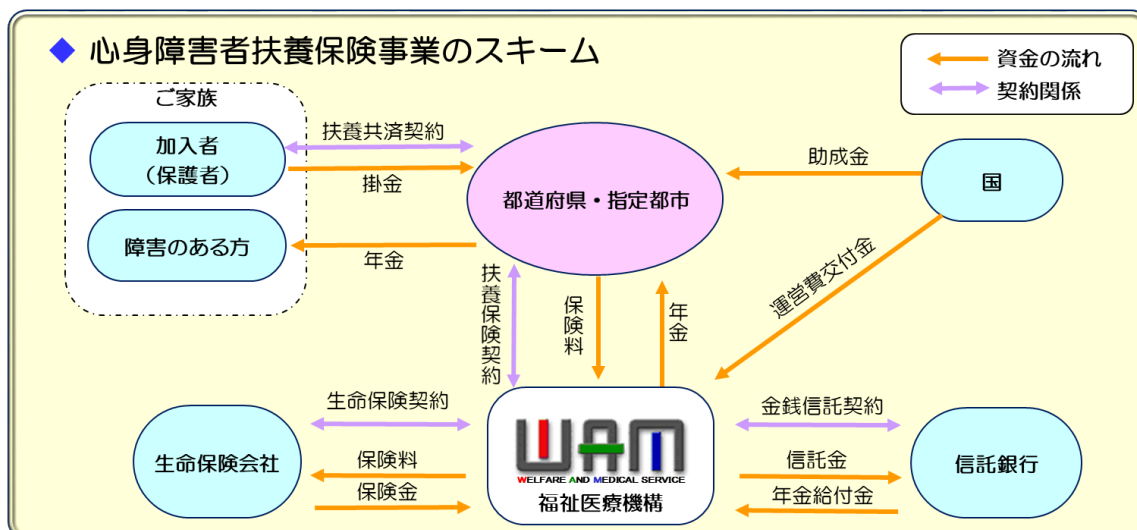 ◆ 心身障害者扶養保険事業のスキーム
資金の流れ
契約関係
ご家族
加入者
（保護者）
扶養共済契約
掛金
都道府県・指定都市
助成金
国
障害のある方
年金
運営費交付金
扶養保険契約
保険料
年金
生命保険会社
生命保険契約
保険料
保険金
WAM
WELFARE AND MEDICAL SERVICE
福祉医療機構
金銭信託契約
信託金
年金給付金
信託銀行